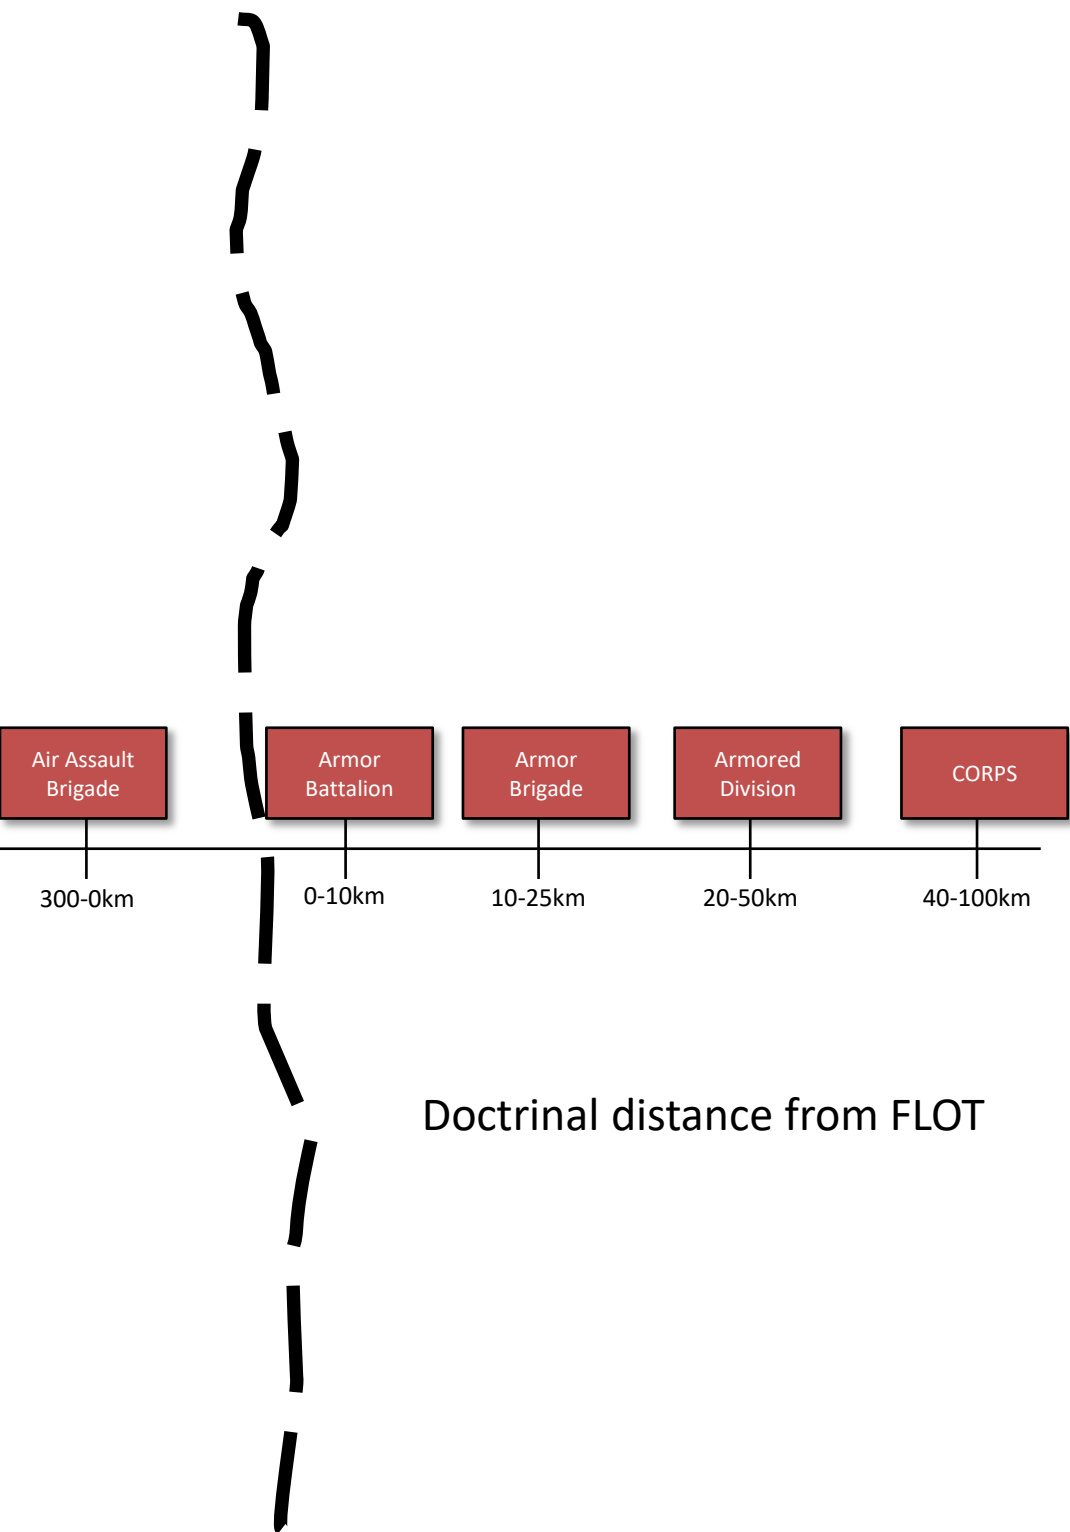 Air Assault
Brigade
Armor
Battalion
Armor
Brigade
Armored
Division
CORPS
300-0km
0-10km
10-25km
20-50km
40-100km
Doctrinal distance from FLOT